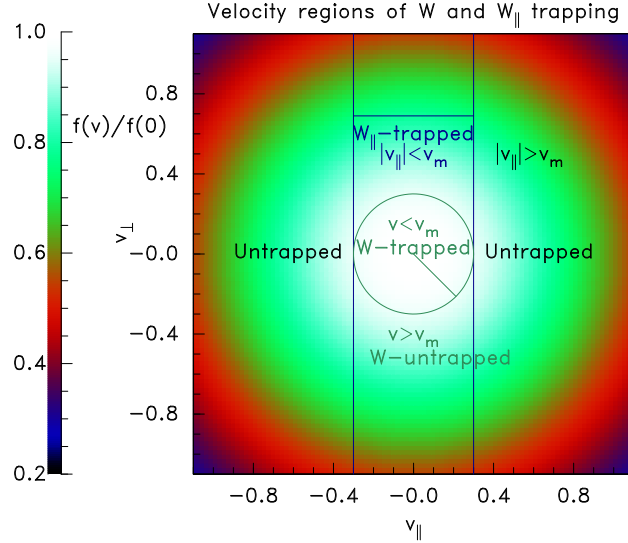 Velocity regions of W and W∥ trapping
1.0
0.8
0.6
0.4
0.2
f(v)/f(0)
0.8
0.4
−0.0
−0.4
−0.8
v⊥
W∥−trapped
|v∥|<vm
|v∥|>vm
v<vm
W−trapped
Untrapped
Untrapped
v>vm
W−untrapped
−0.8
−0.4
−0.0
0.4
0.8
v∥